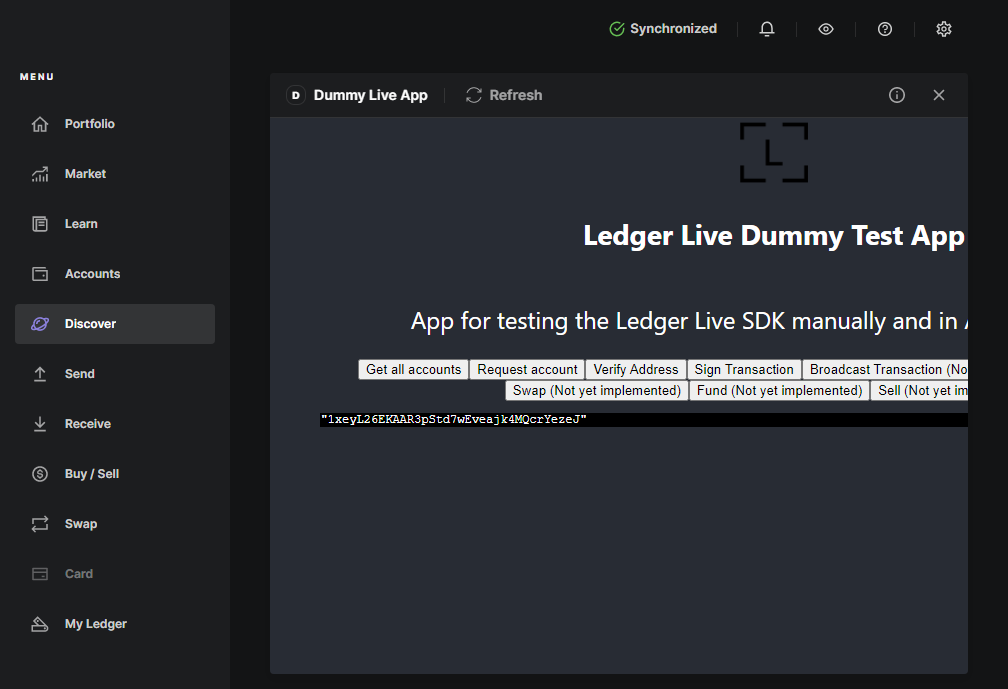 Synchronized
MENU
Portfolio
Market
Learn
Accounts
Discover
Send
Receive
Buy / Sell
Swap
Card
My Ledger
D Dummy Live App
Refresh
L
Ledger Live Dummy Test App
App for testing the Ledger Live SDK manually and in
Get all accounts Request account Verify Address Sign Transaction Broadcast Transaction (No
Swap (Not yet implemented) Fund (Not yet implemented) Sell (Not yet im
"1xeyL26EKAAR3pStd7wEveajk4MQcrYezeJ"